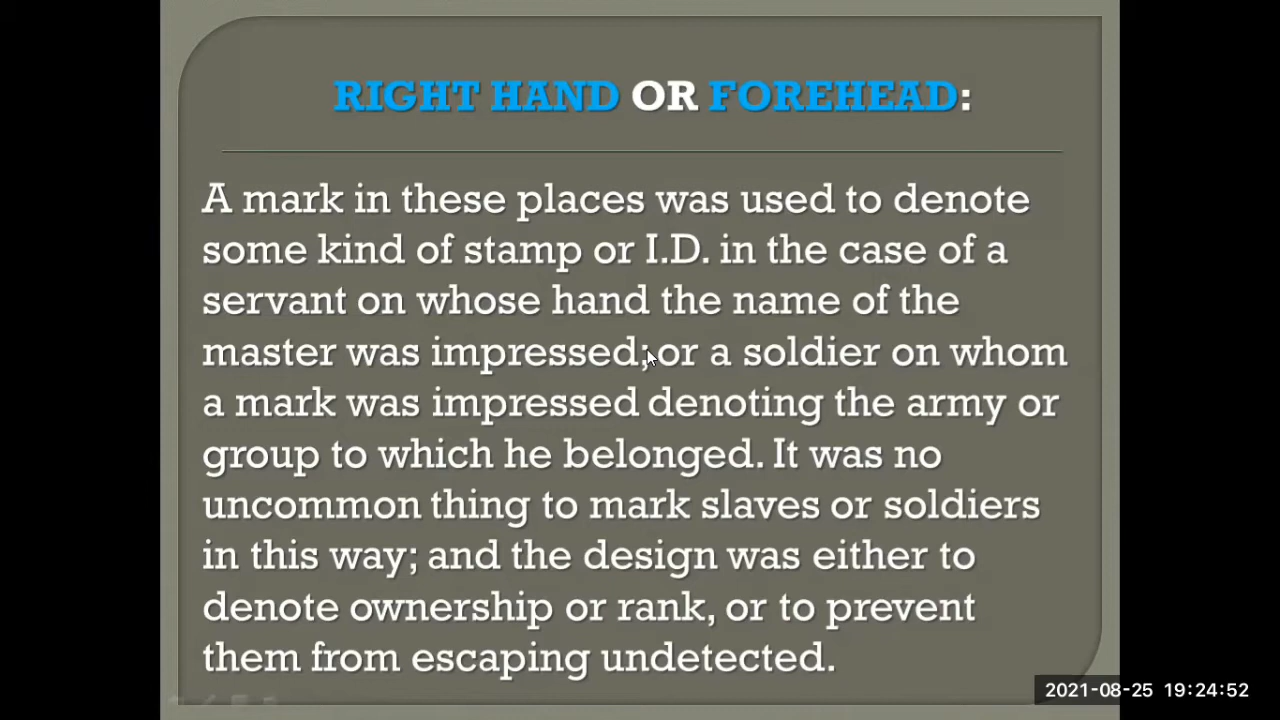 RIGHT HAND OR FOREHEAD:
A mark in these places was used to denote
some kind of stamp or I.D. in the case of a
servant on whose hand the name of the
master was impressed; or a soldier on whom
a mark was impressed denoting the army or
group to which he belonged. It was no
uncommon thing to mark slaves or soldiers
in this way; and the design was either to
denote ownership or rank, or to prevent
them from escaping undetected.
2021-08-25 19:24:52